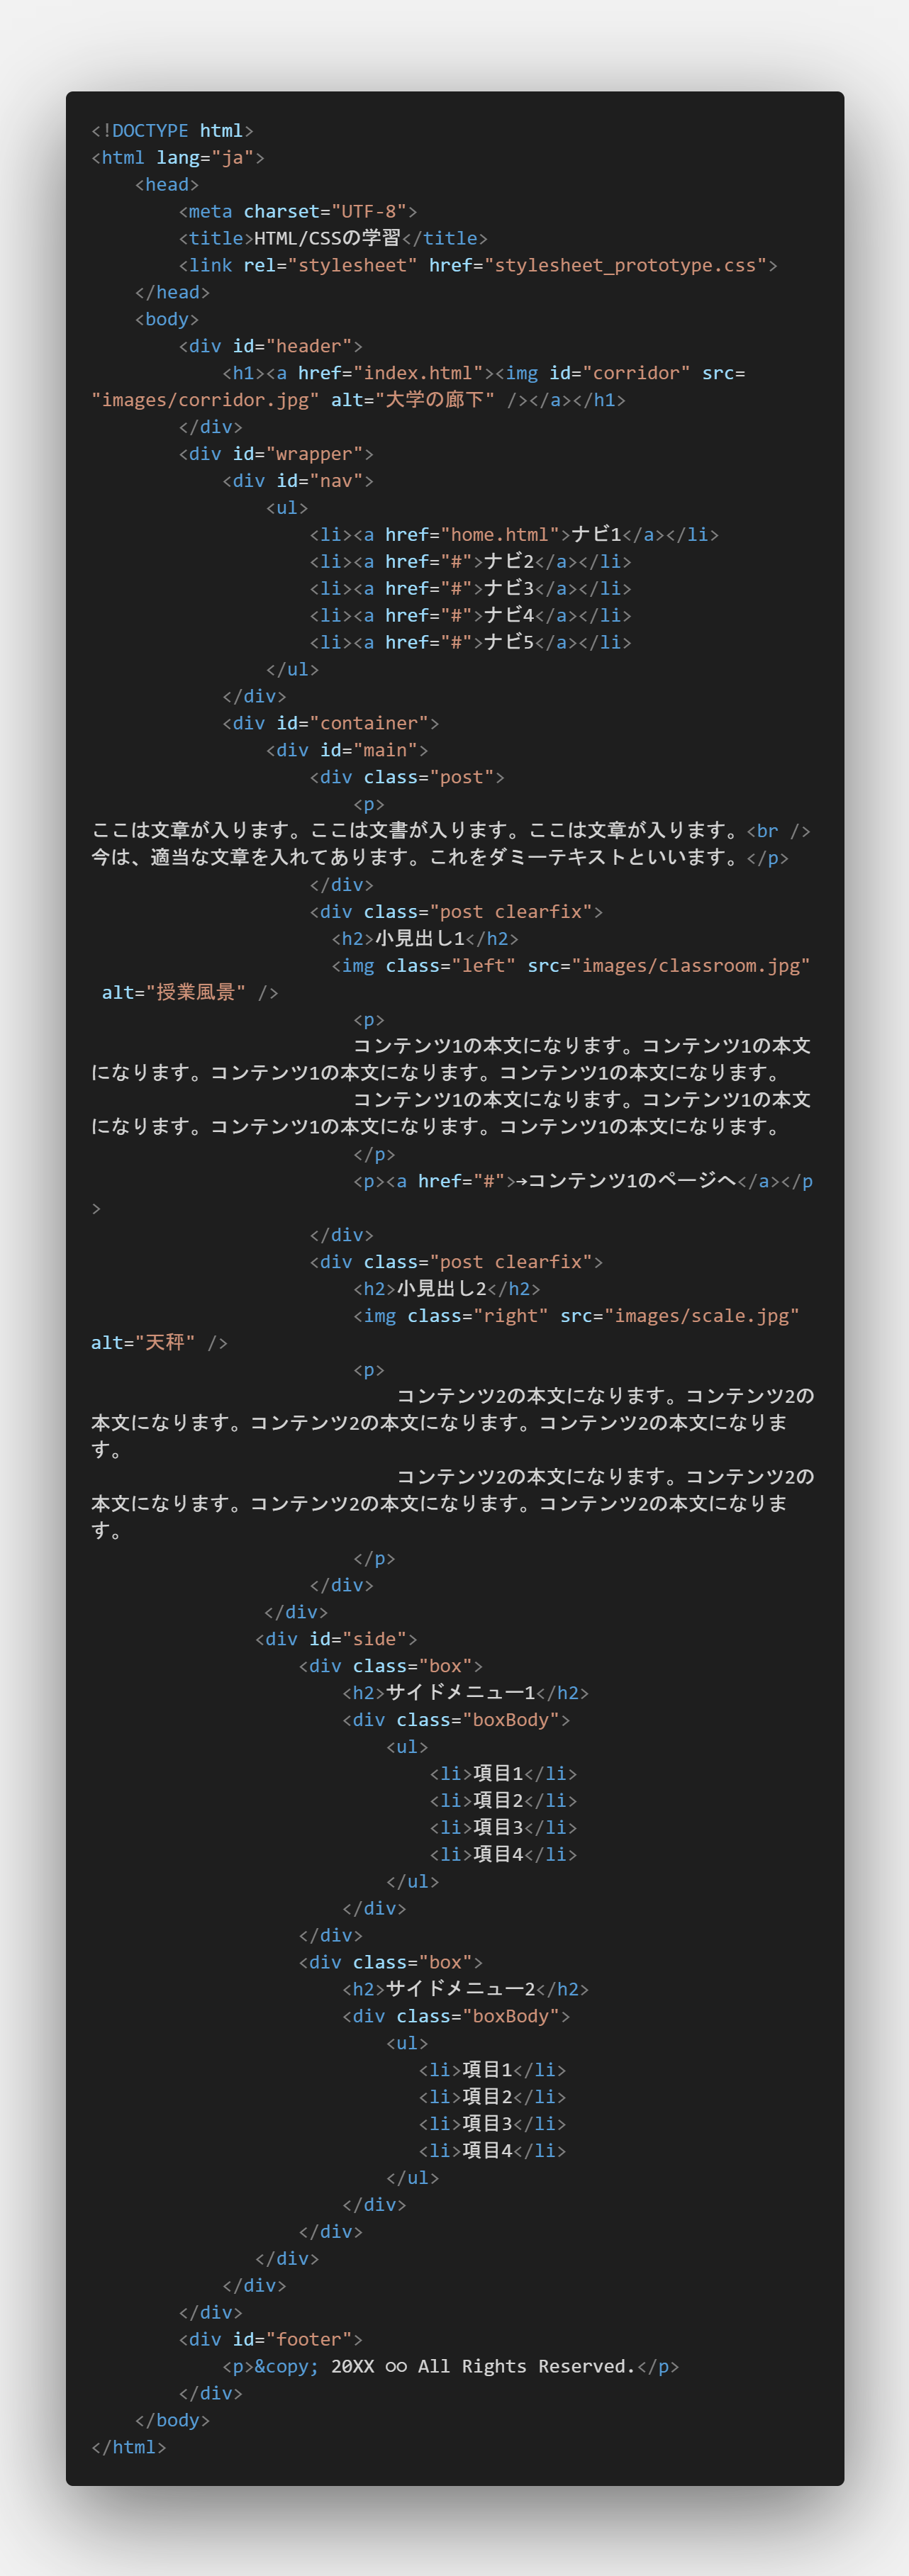 <!DOCTYPE html>
<html lang="ja">
    <head>
        <meta charset="UTF-8">
        <title>HTML/CSSの学習</title>
        <link rel="stylesheet" href="stylesheet_prototype.css">
    </head>
    <body>
        <div id="header">
            <h1><a href="index.html"><img id="corridor" src=
"images/corridor.jpg" alt="大学の廊下" /></a></h1>
        </div>
        <div id="wrapper">
            <div id="nav">
                <ul>
                    <li><a href="home.html">ナビ1</a></li>
                    <li><a href="#">ナビ2</a></li>
                    <li><a href="#">ナビ3</a></li>
                    <li><a href="#">ナビ4</a></li>
                    <li><a href="#">ナビ5</a></li>
                </ul>
            </div>
            <div id="container">
                <div id="main">
                    <div class="post">
                        <p>
ここは文章が入ります。ここは文書が入ります。ここは文章が入ります。<br />
今は、適当な文章を入れてあります。これをダミーテキストといいます。</p>
                    </div>
                    <div class="post clearfix">
                      <h2>小見出し1</h2>
                      <img class="left" src="images/classroom.jpg"
 alt="授業風景" />
                        <p>
                        コンテンツ1の本文になります。コンテンツ1の本文
になります。コンテンツ1の本文になります。コンテンツ1の本文になります。
                        コンテンツ1の本文になります。コンテンツ1の本文
になります。コンテンツ1の本文になります。コンテンツ1の本文になります。
                        </p>
                        <p><a href="#">→コンテンツ1のページへ</a></p
>
                    </div>
                    <div class="post clearfix">
                        <h2>小見出し2</h2>
                        <img class="right" src="images/scale.jpg"
alt="天秤" />
                        <p>
                            コンテンツ2の本文になります。コンテンツ2の
本文になります。コンテンツ2の本文になります。コンテンツ2の本文になりま
す。
                            コンテンツ2の本文になります。コンテンツ2の
本文になります。コンテンツ2の本文になります。コンテンツ2の本文になりま
す。
                        </p>
                    </div>
                </div>
               <div id="side">
                   <div class="box">
                       <h2>サイドメニュー1</h2>
                       <div class="boxBody">
                           <ul>
                               <li>項目1</li>
                               <li>項目2</li>
                               <li>項目3</li>
                               <li>項目4</li>
                           </ul>
                       </div>
                   </div>
                   <div class="box">
                       <h2>サイドメニュー2</h2>
                       <div class="boxBody">
                           <ul>
                              <li>項目1</li>
                              <li>項目2</li>
                              <li>項目3</li>
                              <li>項目4</li>
                           </ul>
                       </div>
                   </div>
               </div>
            </div>
        </div>
        <div id="footer">
            <p>&copy; 20XX ○○ All Rights Reserved.</p>
        </div>
    </body>
</html>